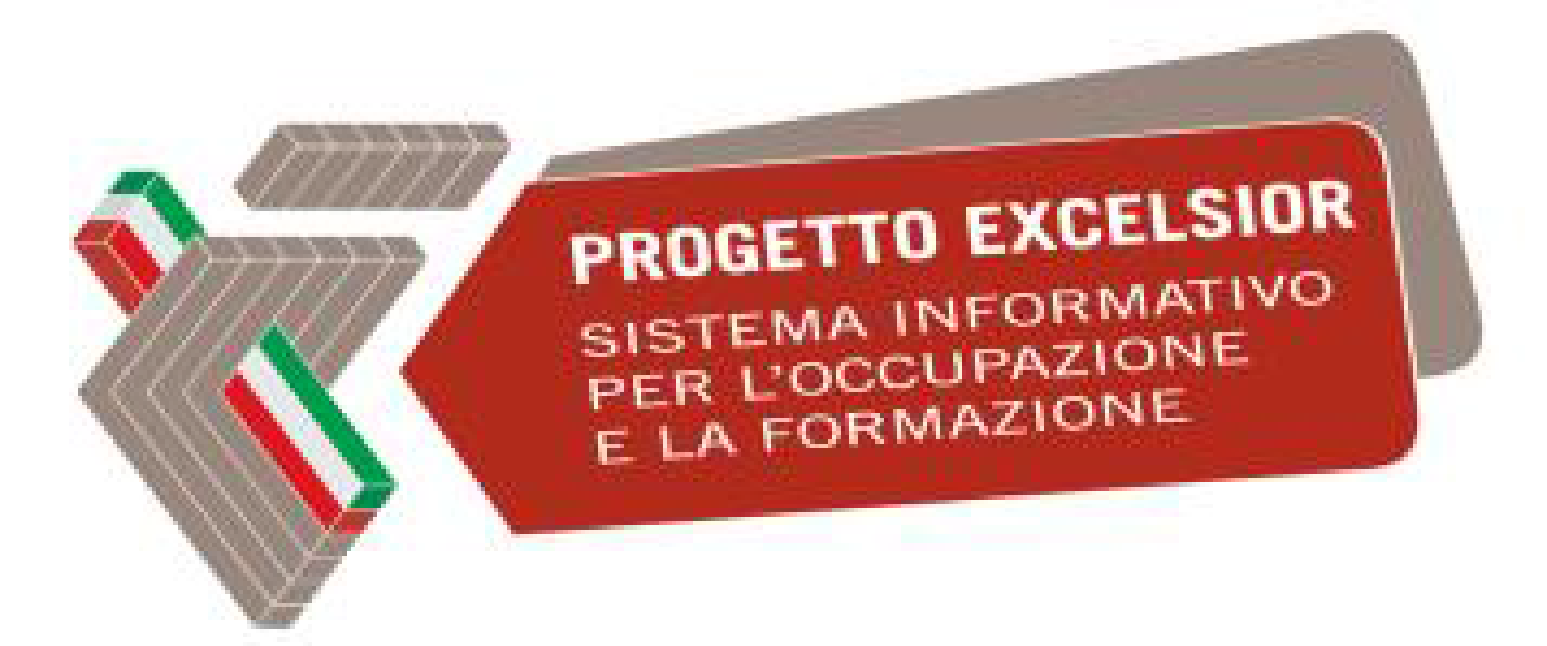 PROGETTO EXCELSIOR
SISTEMA INFORMATIVO
PER L'OCCUPAZIONE
E LA FORMAZIONE